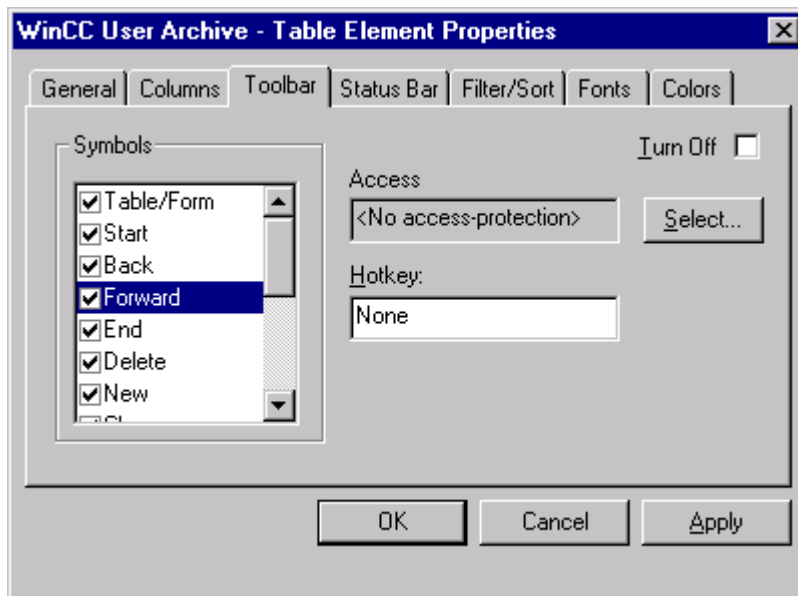 WinCC User Archive - Table Element Properties
General Columns Toolbar Status Bar Filter/Sort Fonts Colors
Symbols
Turn Off
Table/Form
Start
Back
Forward
End
Delete
New
Access
<No access-protection>
Select...
Hotkey:
None
OK Cancel Apply